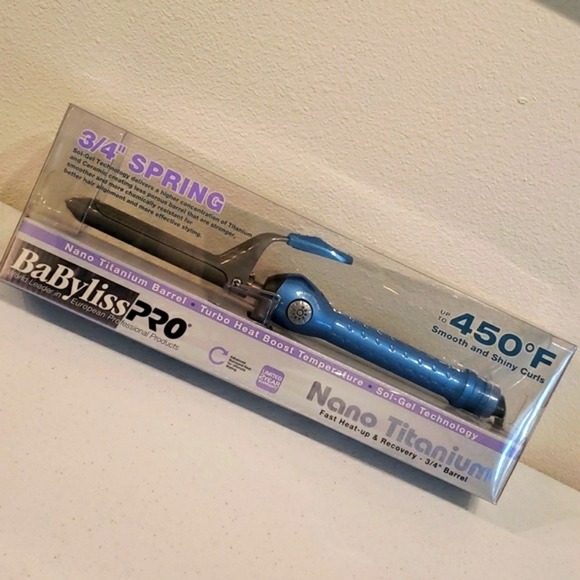 3/4" SPRING
Sol-Gel Technology delivers a higher concentration of Titanium
and Ceramic creating less porous barrel that are stronger,
smoother and more chemically resistant for
better hair alignment and more effective styling.
Nano Titanium Barrel • Turbo Heat Boost Temperature • Sol-Gel Technology
BaBylissPRO®
World Leader in European Professional Products
UP TO 450°F
Smooth and Shiny Curls
LIMITED
Nano Titanium
Fast Heat-up & Recovery - 3/4" Barrel